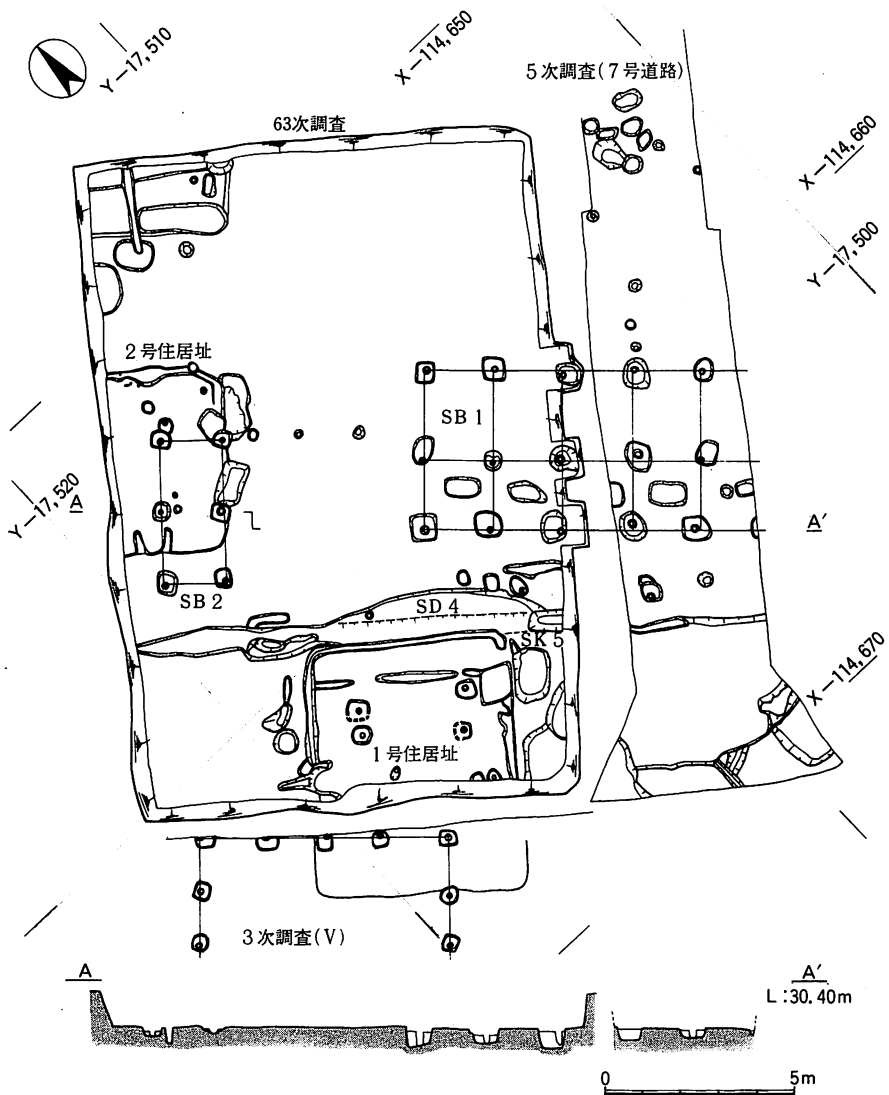 Y－17,510
X－114,650
5次調査(7号道路)
63次調査
X－114,660
Y－17,500
2号住居址
SB 1
Y－17,520
A
A′
SB 2
SD 4
SK 5
X－114,670
1号住居址
3次調査(V)
A
A′
L:30.40m
0
5m